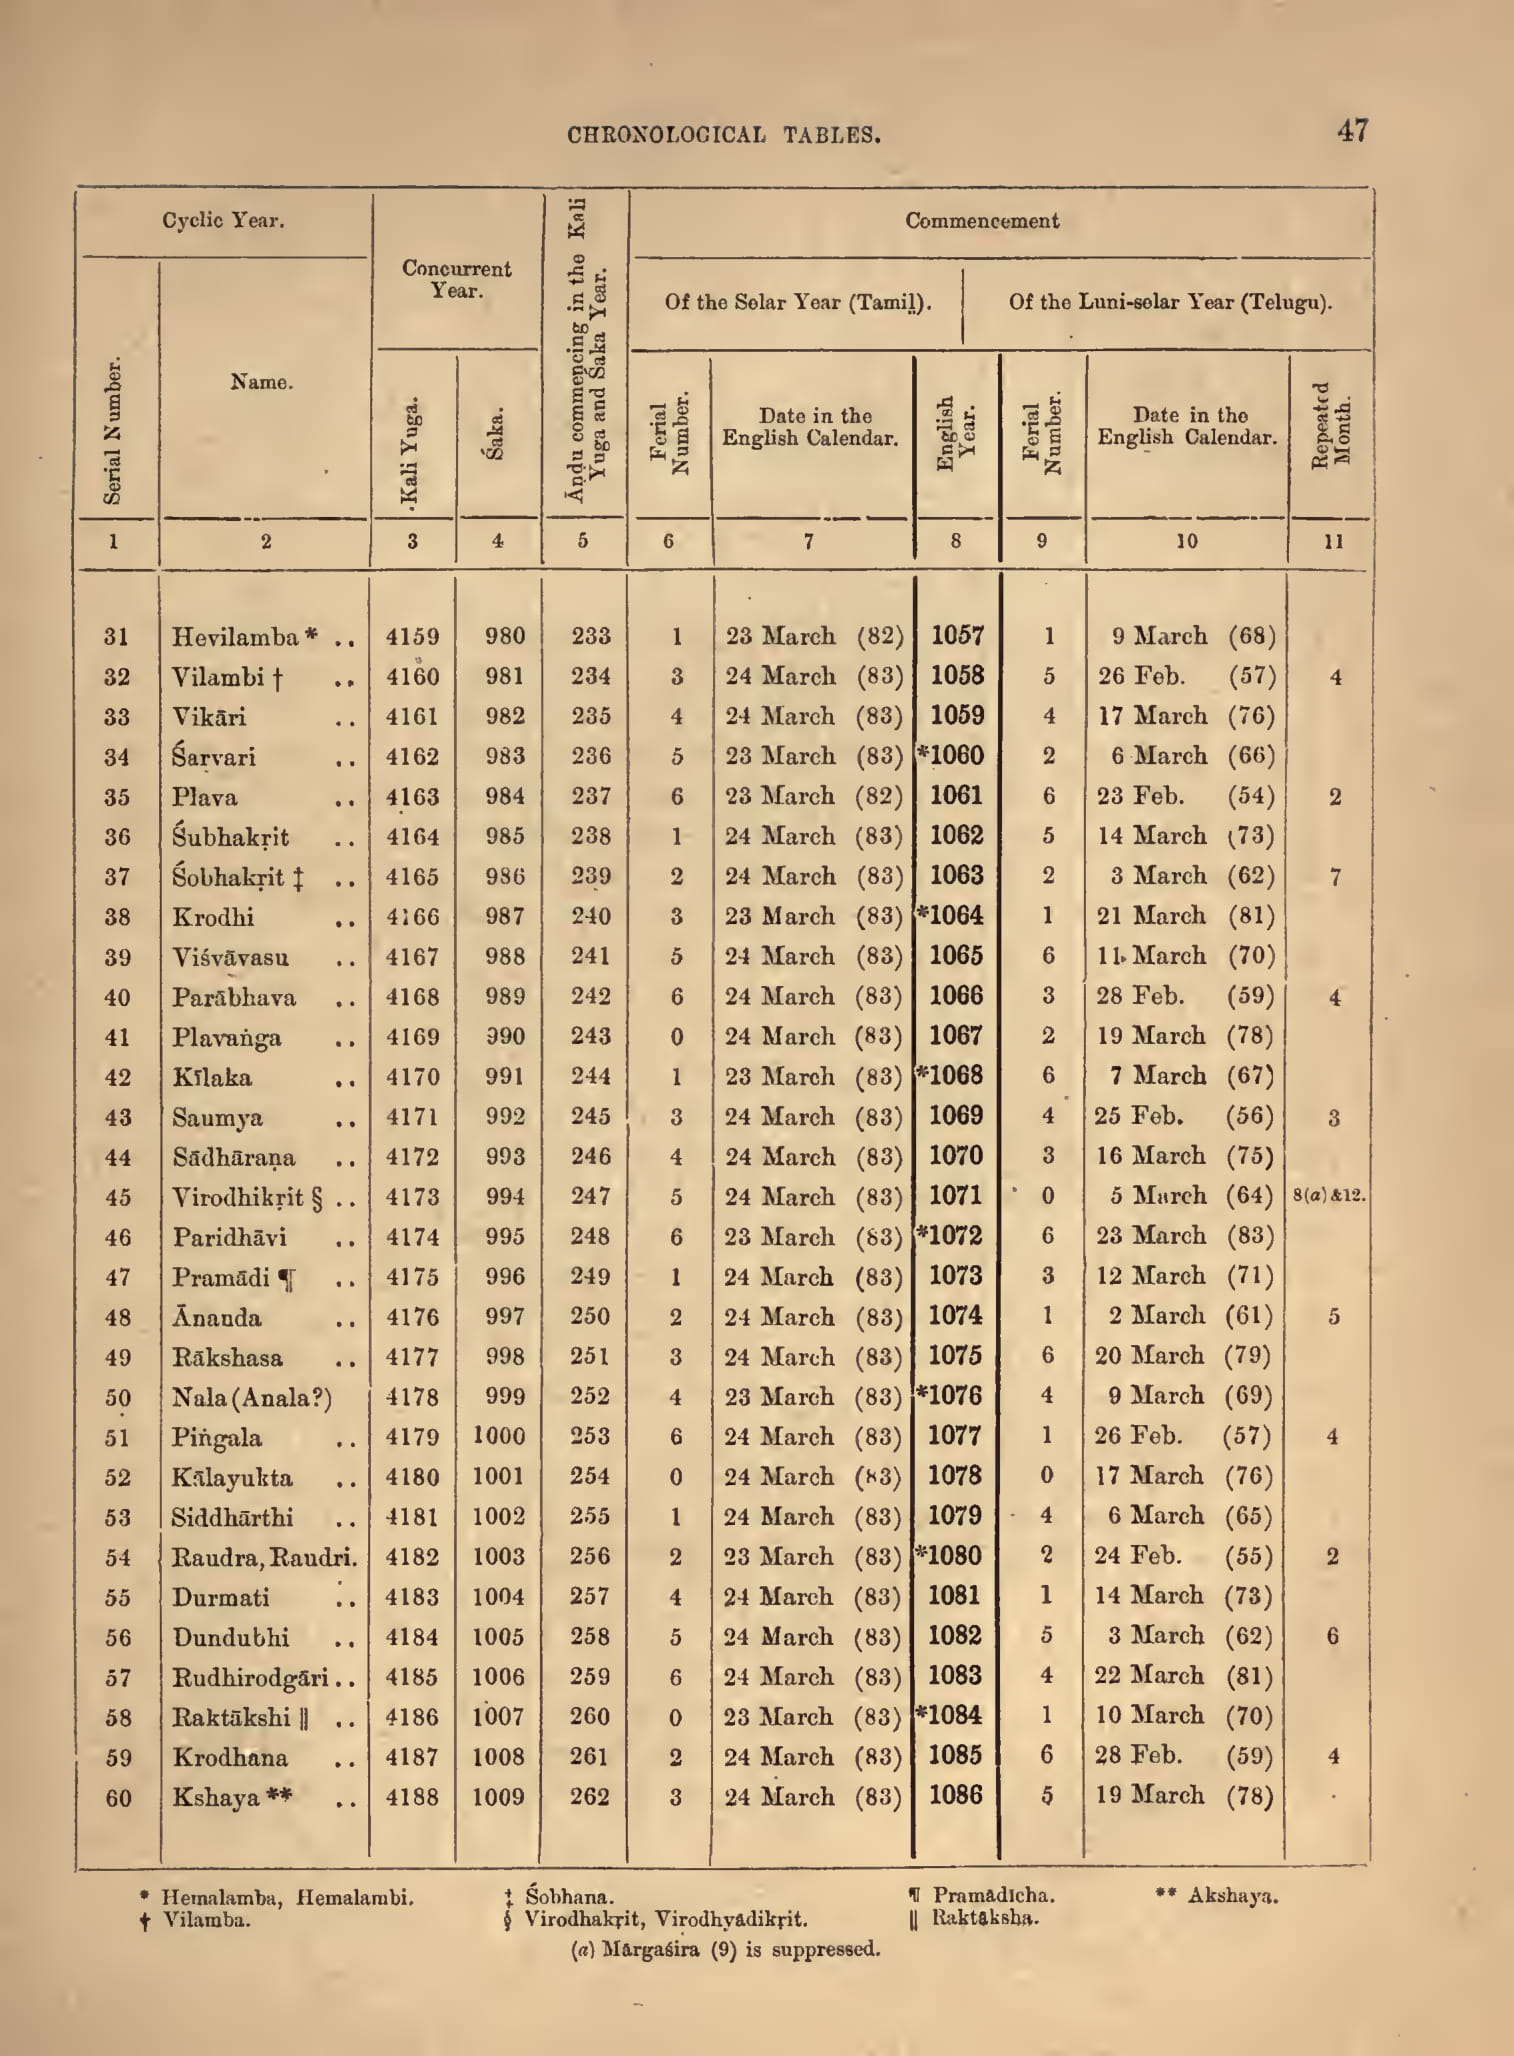 CHRONOLOGICAL TABLES. 47
Cyclic Year.
Concurrent Year.
Āṇḍu commencing in the Kali Yuga and Śaka Year.
Commencement
Of the Solar Year (Tamiḻ).
Of the Luni-solar Year (Telugu).
Serial Number.
Name.
Kali Yuga.
Śaka.
Ferial Number.
Date in the English Calendar.
English Year.
Ferial Number.
Date in the English Calendar.
Repeated Month.
1 2 3 4 5 6 7 8 9 10 11
31 Hevilamba * .. 4159 980 233 1 23 March (82) 1057 1 9 March (68)
32 Vilambi † .. 4160 981 234 3 24 March (83) 1058 5 26 Feb. (57) 4
33 Vikāri .. 4161 982 235 4 24 March (83) 1059 4 17 March (76)
34 Śarvari .. 4162 983 236 5 23 March (83) *1060 2 6 March (66)
35 Plava .. 4163 984 237 6 23 March (82) 1061 6 23 Feb. (54) 2
36 Śubhakṛit .. 4164 985 238 1 24 March (83) 1062 5 14 March (73)
37 Śobhakṛit ‡ .. 4165 986 239 2 24 March (83) 1063 2 3 March (62) 7
38 Krodhi .. 4166 987 240 3 23 March (83) *1064 1 21 March (81)
39 Viśvāvasu .. 4167 988 241 5 24 March (83) 1065 6 11 March (70)
40 Parābhava .. 4168 989 242 6 24 March (83) 1066 3 28 Feb. (59) 4
41 Plavaṅga .. 4169 990 243 0 24 March (83) 1067 2 19 March (78)
42 Kīlaka .. 4170 991 244 1 23 March (83) *1068 6 7 March (67)
43 Saumya .. 4171 992 245 3 24 March (83) 1069 4 25 Feb. (56) 3
44 Sādhāraṇa .. 4172 993 246 4 24 March (83) 1070 3 16 March (75)
45 Virodhikṛit § .. 4173 994 247 5 24 March (83) 1071 0 5 March (64) 8(a)&12.
46 Paridhāvi .. 4174 995 248 6 23 March (83) *1072 6 23 March (83)
47 Pramādi ¶ .. 4175 996 249 1 24 March (83) 1073 3 12 March (71)
48 Ānanda .. 4176 997 250 2 24 March (83) 1074 1 2 March (61) 5
49 Rākshasa .. 4177 998 251 3 24 March (83) 1075 6 20 March (79)
50 Nala (Anala?) 4178 999 252 4 23 March (83) *1076 4 9 March (69)
51 Piṅgala .. 4179 1000 253 6 24 March (83) 1077 1 26 Feb. (57) 4
52 Kālayukta .. 4180 1001 254 0 24 March (83) 1078 0 17 March (76)
53 Siddhārthi .. 4181 1002 255 1 24 March (83) 1079 4 6 March (65)
54 Raudra, Raudri. 4182 1003 256 2 23 March (83) *1080 2 24 Feb. (55) 2
55 Durmati .. 4183 1004 257 4 24 March (83) 1081 1 14 March (73)
56 Dundubhi .. 4184 1005 258 5 24 March (83) 1082 5 3 March (62) 6
57 Rudhirodgāri .. 4185 1006 259 6 24 March (83) 1083 4 22 March (81)
58 Raktākshi || .. 4186 1007 260 0 23 March (83) *1084 1 10 March (70)
59 Krodhana .. 4187 1008 261 2 24 March (83) 1085 6 28 Feb. (59) 4
60 Kshaya ** .. 4188 1009 262 3 24 March (83) 1086 5 19 March (78)
* Hemalamba, Hemalambi. ‡ Śobhana. ¶ Pramādīcha. ** Akshaya.
† Vilamba. § Virodhakṛit, Virodhyādikṛit. || Raktāksha.
(a) Mārgaśira (9) is suppressed.